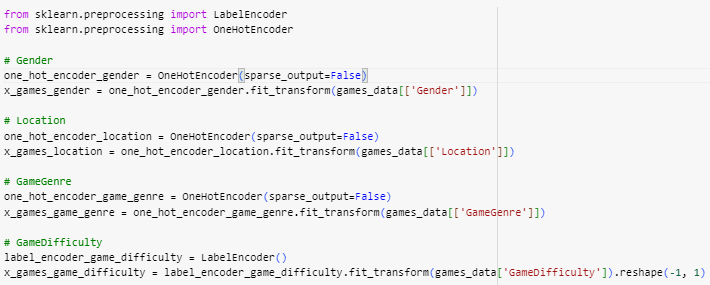 from sklearn.preprocessing import LabelEncoder
from sklearn.preprocessing import OneHotEncoder
# Gender
one_hot_encoder_gender = OneHotEncoder(sparse_output=False)
x_games_gender = one_hot_encoder_gender.fit_transform(games_data[['Gender']])
# Location
one_hot_encoder_location = OneHotEncoder(sparse_output=False)
x_games_location = one_hot_encoder_location.fit_transform(games_data[['Location']])
# GameGenre
one_hot_encoder_game_genre = OneHotEncoder(sparse_output=False)
x_games_game_genre = one_hot_encoder_game_genre.fit_transform(games_data[['GameGenre']])
# GameDifficulty
label_encoder_game_difficulty = LabelEncoder()
x_games_game_difficulty = label_encoder_game_difficulty.fit_transform(games_data['GameDifficulty']).reshape(-1, 1)